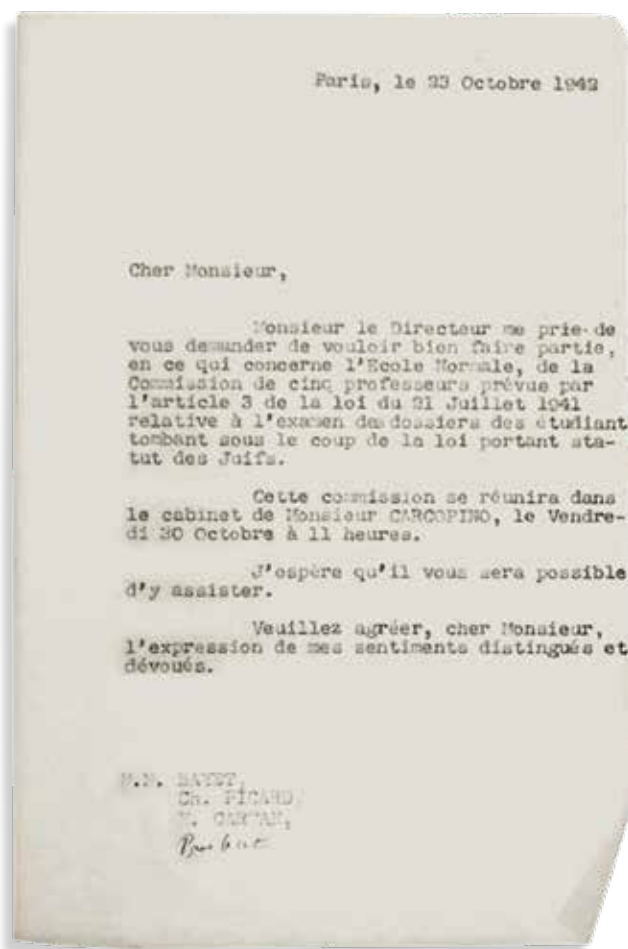 Paris, le 23 Octobre 1942
Cher Monsieur,
Monsieur le Directeur me prie de
vous demander de vouloir bien faire partie,
en ce qui concerne l'Ecole Normale, de la
Commission de cinq professeurs prévue par
l'article 3 de la loi du 21 Juillet 1941
relative à l'examen des dossiers des étudiant
tombant sous le coup de la loi portant sta-
tut des Juifs.
Cette commission se réunira dans
le cabinet de Monsieur CARCOPINO, le Vendre-
di 30 Octobre à 11 heures.
J'espère qu'il vous sera possible
d'y assister.
Veuillez agréer, cher Monsieur,
l'expression de mes sentiments distingués et
dévoués.
M.M. BAYET,
Ch. PICARD,
CARTAN,